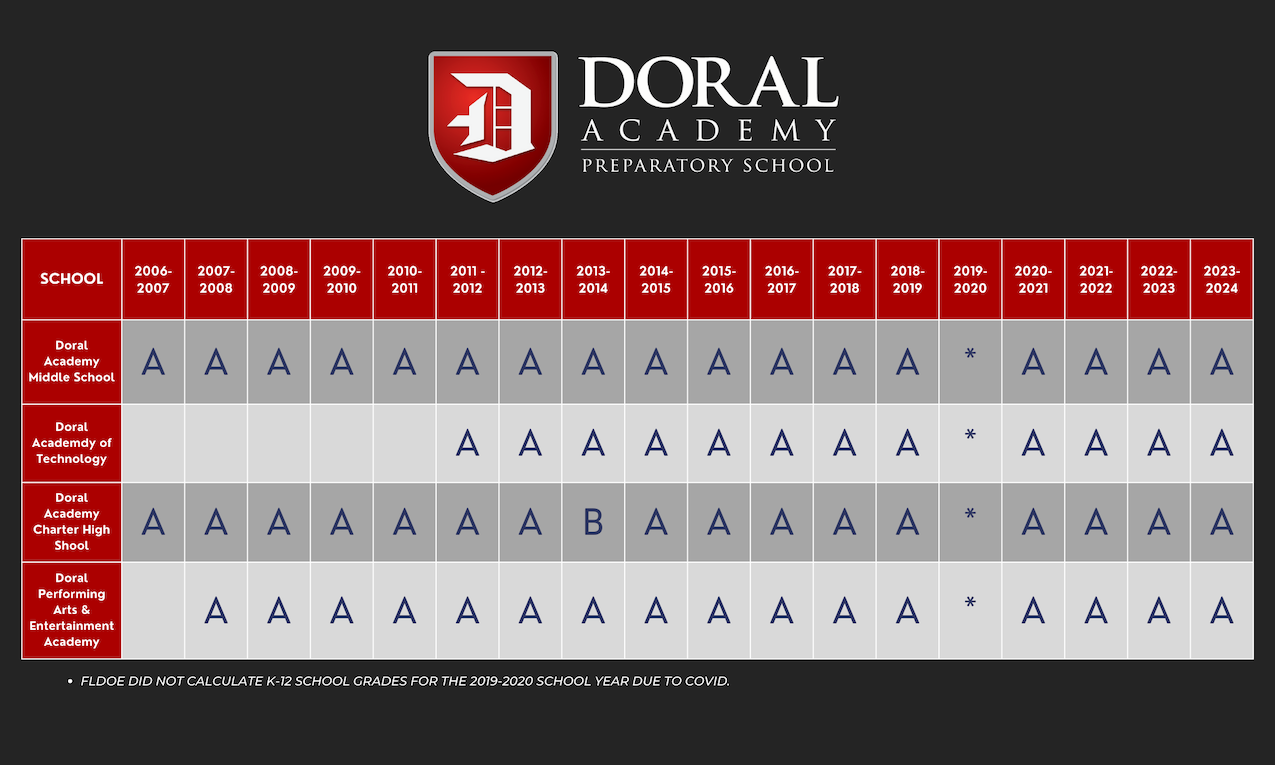 D
DORAL
ACADEMY
PREPARATORY SCHOOL
SCHOOL 2006-2007 2007-2008 2008-2009 2009-2010 2010-2011 2011 -2012 2012-2013 2013-2014 2014-2015 2015-2016 2016-2017 2017-2018 2018-2019 2019-2020 2020-2021 2021-2022 2022-2023 2023-2024
Doral
Academy
Middle School
A A A A A A A A A A A A A * A A A A
Doral
Academdy of
Technology
A A A A A A A A * A A A A
Doral
Academy
Charter High
Shool
A A A A A A A B A A A A A * A A A A
Doral
Performing
Arts &
Entertainment
Academy
A A A A A A A A A A A A * A A A A
• FLDOE DID NOT CALCULATE K-12 SCHOOL GRADES FOR THE 2019-2020 SCHOOL YEAR DUE TO COVID.